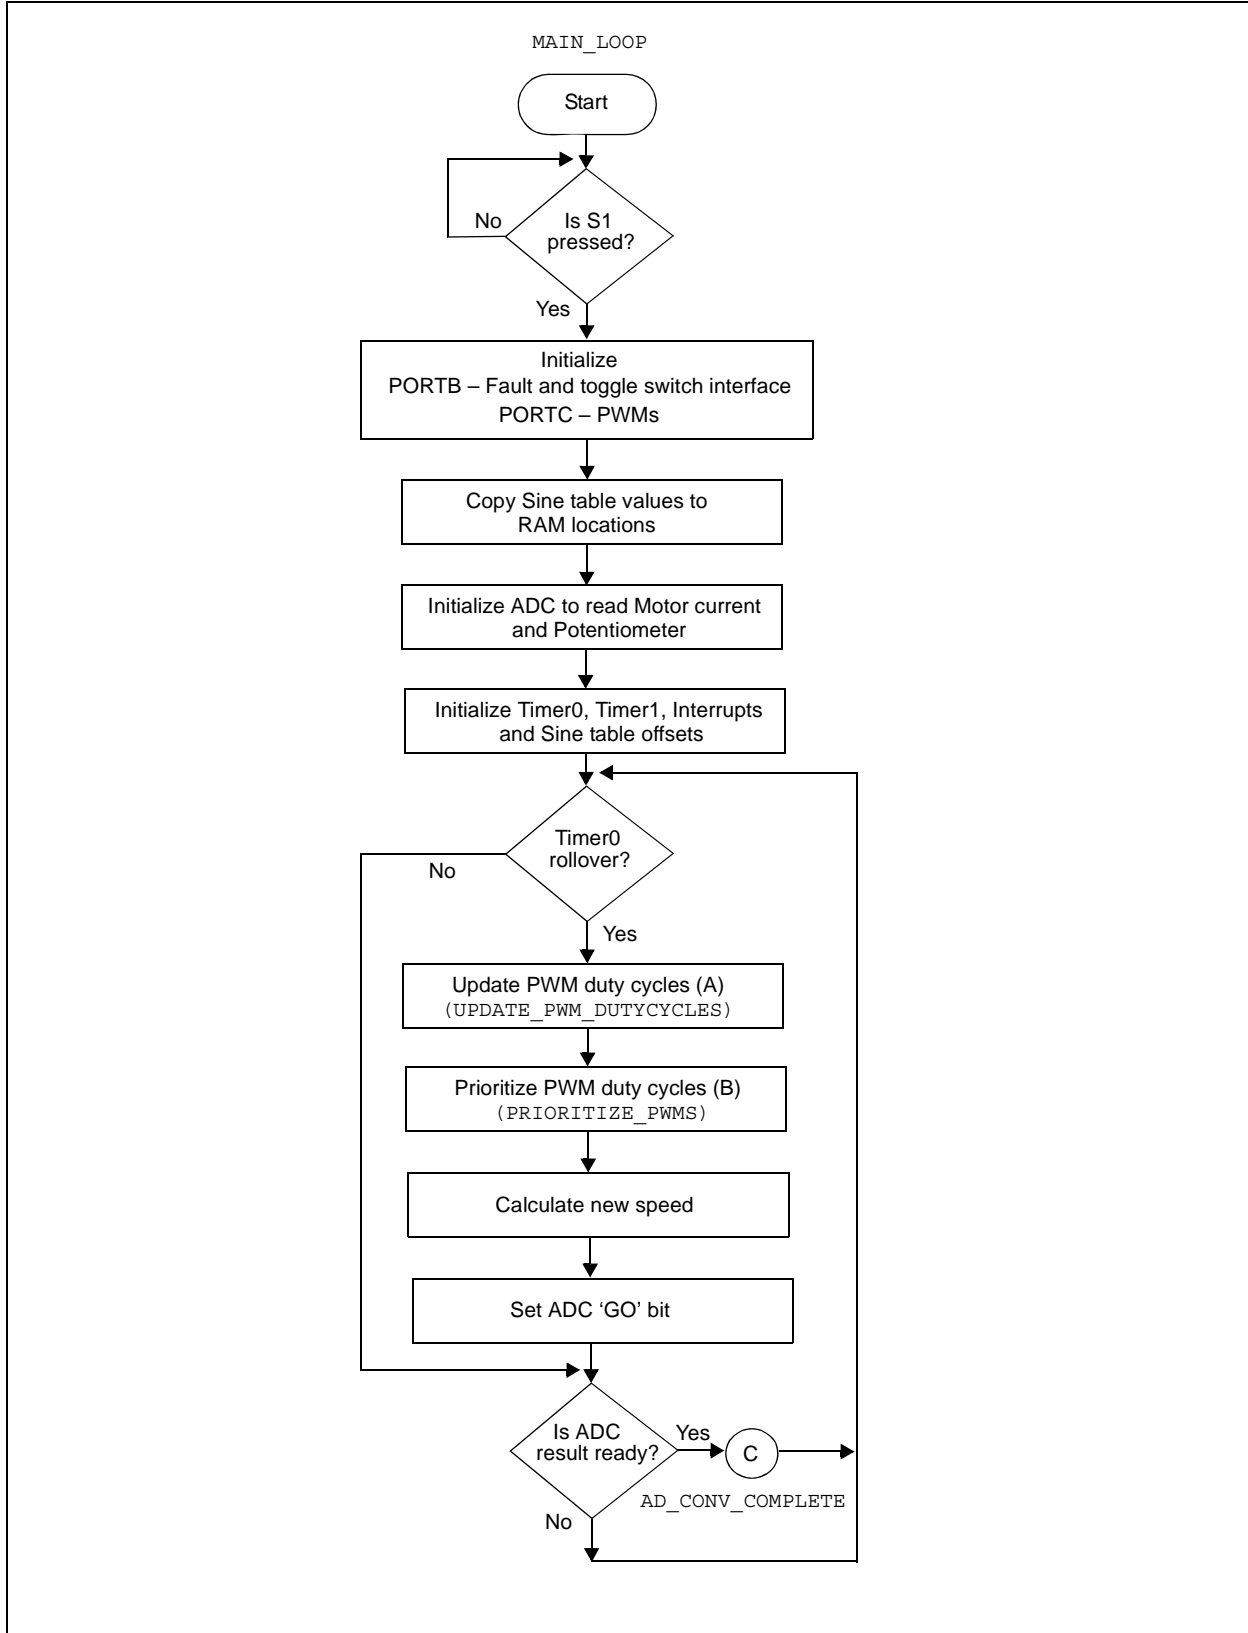 MAIN_LOOP
Start
No
Is S1
pressed?
Yes
Initialize
PORTB – Fault and toggle switch interface
PORTC – PWMs
Copy Sine table values to
RAM locations
Initialize ADC to read Motor current
and Potentiometer
Initialize Timer0, Timer1, Interrupts
and Sine table offsets
Timer0
rollover?
No
Yes
Update PWM duty cycles (A)
(UPDATE_PWM_DUTYCYCLES)
Prioritize PWM duty cycles (B)
(PRIORITIZE_PWMS)
Calculate new speed
Set ADC ‘GO’ bit
Is ADC
result ready?
Yes
C
AD_CONV_COMPLETE
No